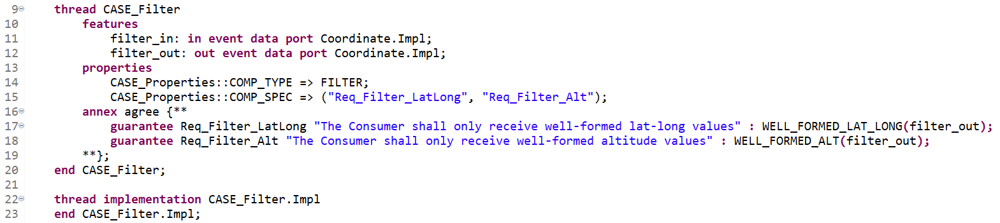 9 thread CASE_Filter
10 features
11 filter_in: in event data port Coordinate.Impl;
12 filter_out: out event data port Coordinate.Impl;
13 properties
14 CASE_Properties::COMP_TYPE => FILTER;
15 CASE_Properties::COMP_SPEC => ("Req_Filter_LatLong", "Req_Filter_Alt");
16 annex agree {**
17 guarantee Req_Filter_LatLong "The Consumer shall only receive well-formed lat-long values" : WELL_FORMED_LAT_LONG(filter_out);
18 guarantee Req_Filter_Alt "The Consumer shall only receive well-formed altitude values" : WELL_FORMED_ALT(filter_out);
19 **};
20 end CASE_Filter;
21
22 thread implementation CASE_Filter.Impl
23 end CASE_Filter.Impl;